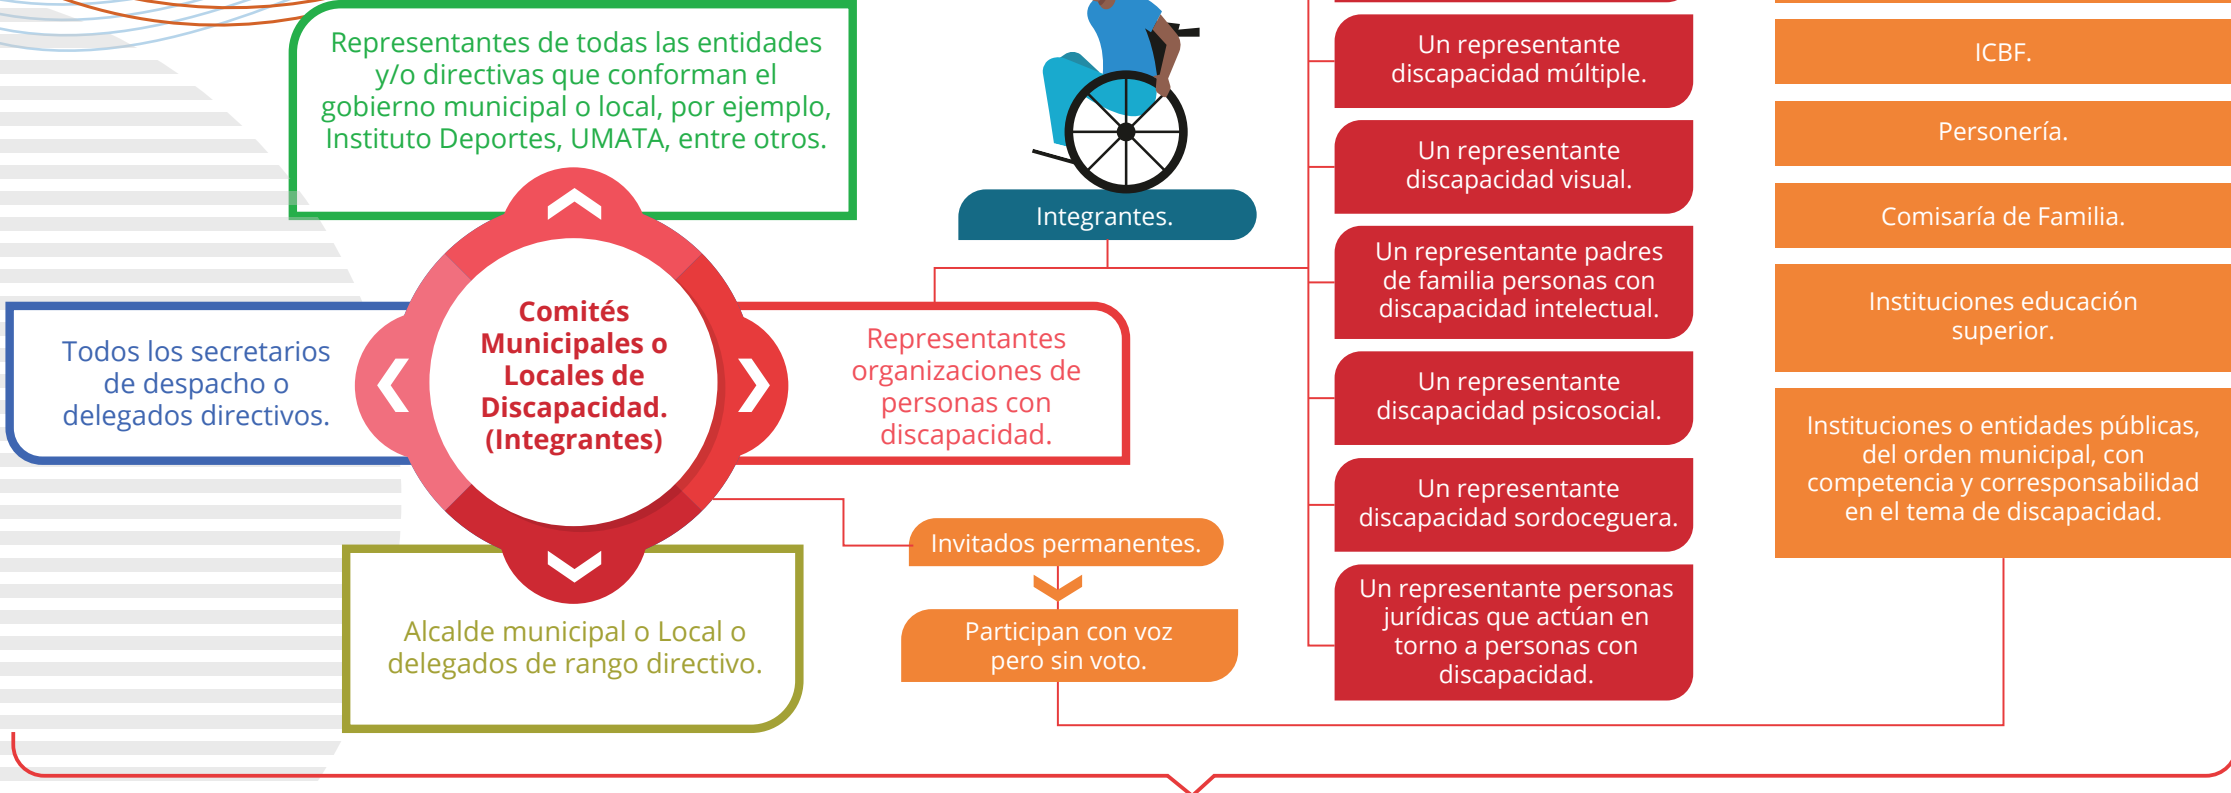 Representantes de todas las entidades
y/o directivas que conforman el
gobierno municipal o local, por ejemplo,
Instituto Deportes, UMATA, entre otros.
Todos los secretarios
de despacho o
delegados directivos.
Comités
Municipales o
Locales de
Discapacidad.
(Integrantes)
Representantes
organizaciones de
personas con
discapacidad.
Alcalde municipal o Local o
delegados de rango directivo.
Integrantes.
Invitados permanentes.
Participan con voz
pero sin voto.
Un representante
discapacidad múltiple.
Un representante
discapacidad visual.
Un representante padres
de familia personas con
discapacidad intelectual.
Un representante
discapacidad psicosocial.
Un representante
discapacidad sordoceguera.
Un representante personas
jurídicas que actúan en
torno a personas con
discapacidad.
ICBF.
Personería.
Comisaría de Familia.
Instituciones educación
superior.
Instituciones o entidades públicas,
del orden municipal, con
competencia y corresponsabilidad
en el tema de discapacidad.